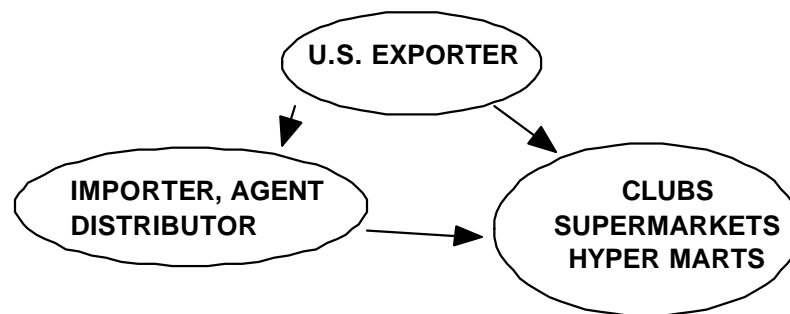 U.S. EXPORTER
IMPORTER, AGENT
DISTRIBUTOR
CLUBS
SUPERMARKETS
HYPER MARTS